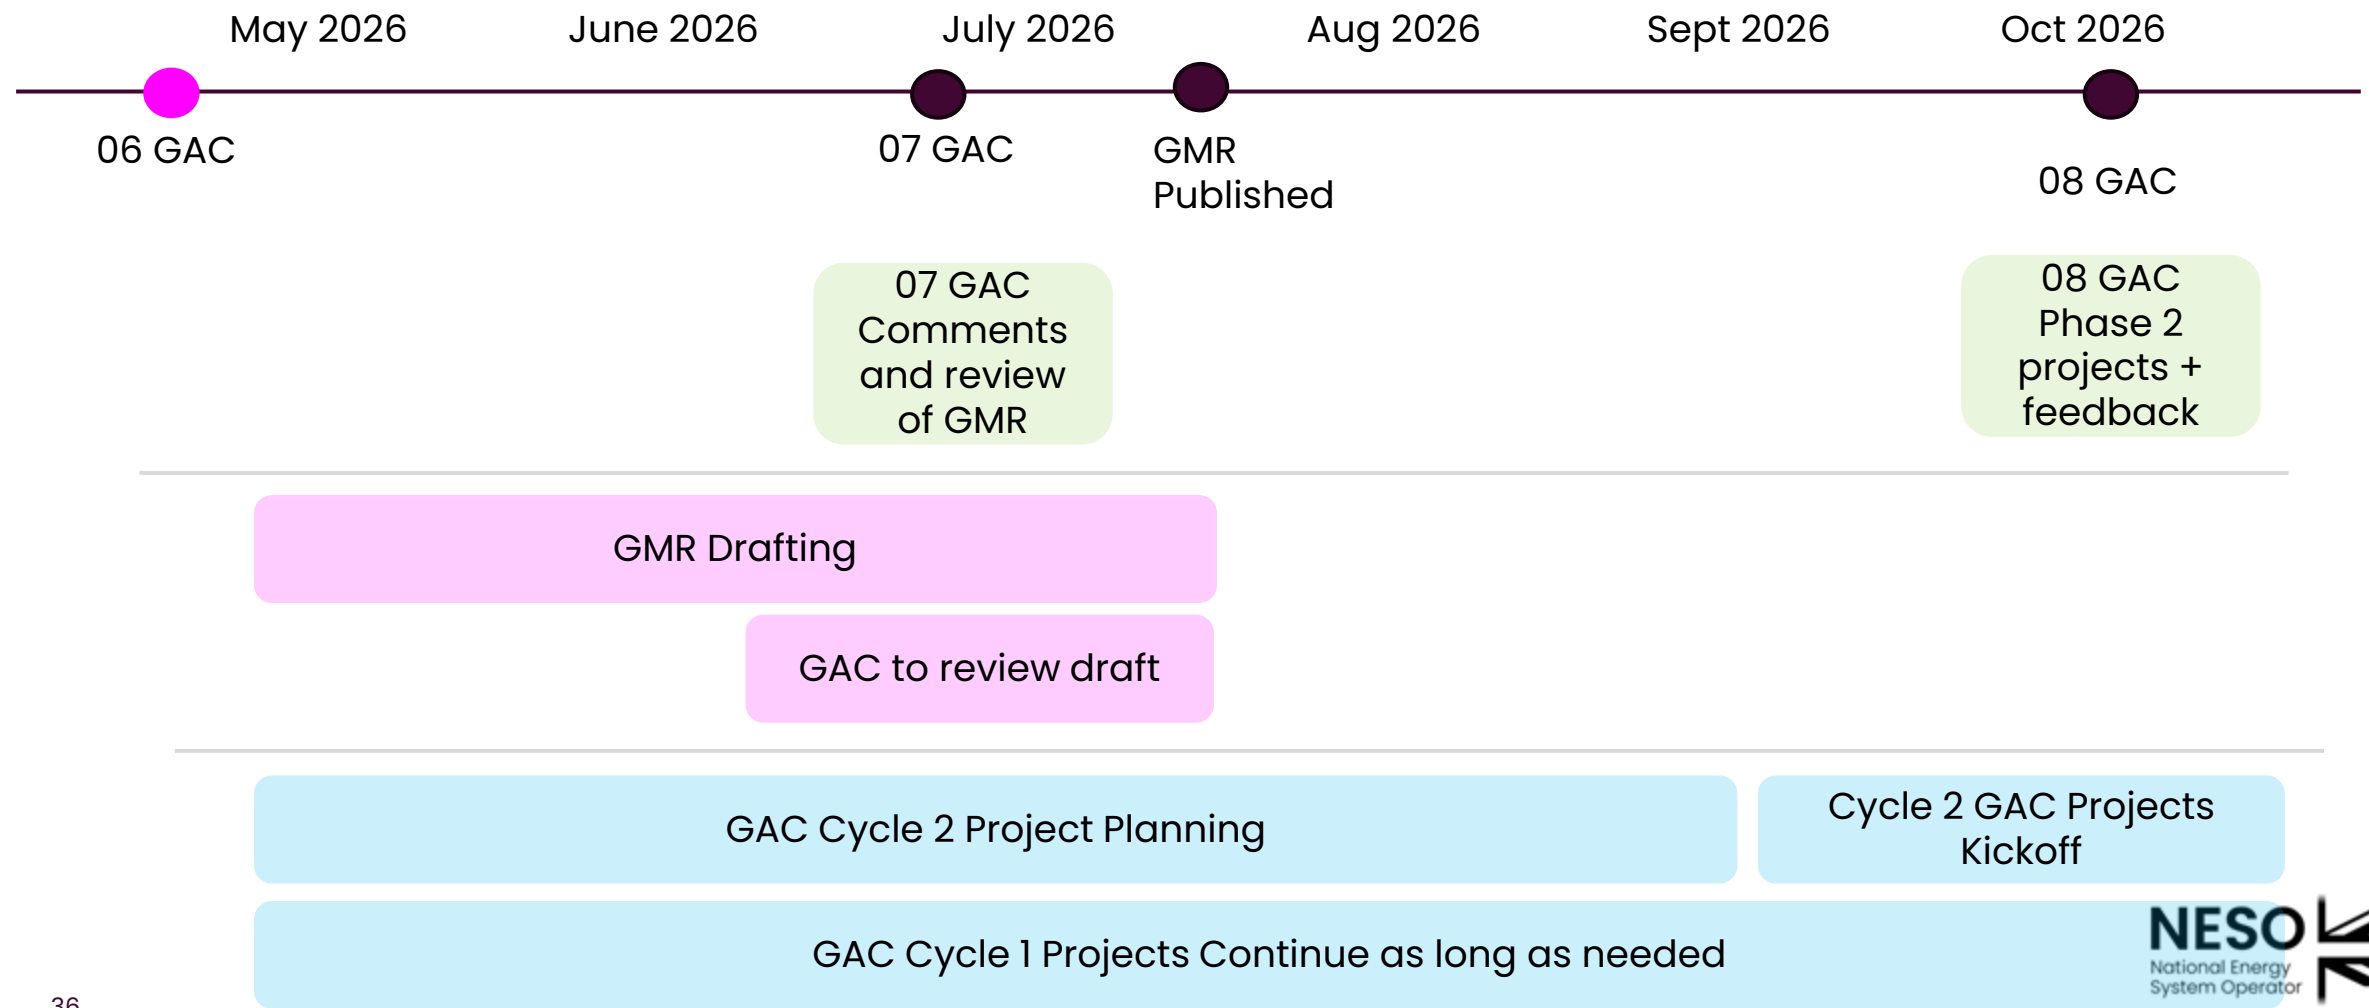 May 2026
June 2026
July 2026
Aug 2026
Sept 2026
Oct 2026
06 GAC
07 GAC
GMR
Published
08 GAC
07 GAC
Comments
and review
of GMR
08 GAC
Phase 2
projects +
feedback
GMR Drafting
GAC to review draft
GAC Cycle 2 Project Planning
Cycle 2 GAC Projects
Kickoff
GAC Cycle 1 Projects Continue as long as needed
NESO
National Energy
System Operator
36